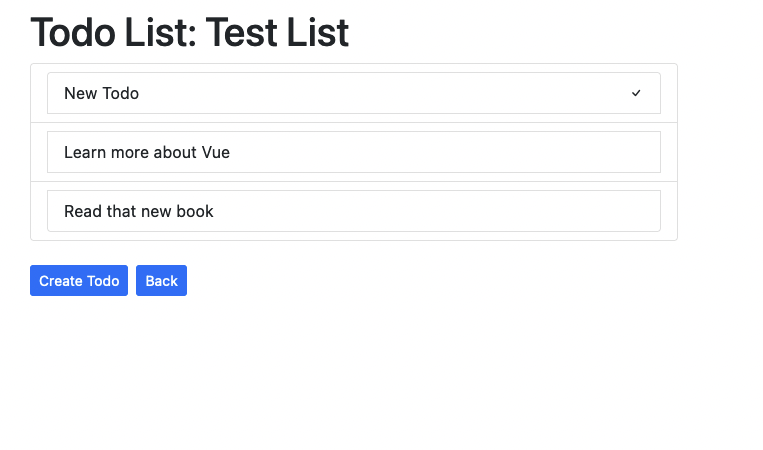 Todo List: Test List
New Todo
Learn more about Vue
Read that new book
Create Todo Back